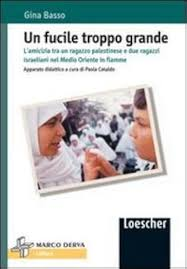 Gina Basso
Un fucile troppo grande
L'amicizia tra un ragazzo palestinese e due ragazzi
israeliani nel Medio Oriente in fiamme
Apparato didattico a cura di Paola Cataldo
Loescher
MARCO DERVA